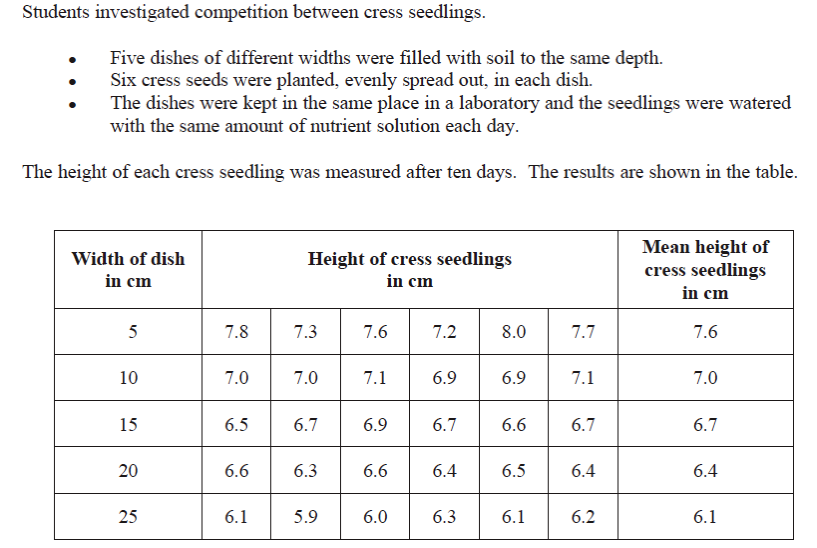 Students investigated competition between cress seedlings.
• Five dishes of different widths were filled with soil to the same depth.
• Six cress seeds were planted, evenly spread out, in each dish.
• The dishes were kept in the same place in a laboratory and the seedlings were watered
with the same amount of nutrient solution each day.
The height of each cress seedling was measured after ten days. The results are shown in the table.
Width of dish
in cm
Height of cress seedlings
in cm
Mean height of
cress seedlings
in cm
5 7.8 7.3 7.6 7.2 8.0 7.7 7.6
10 7.0 7.0 7.1 6.9 6.9 7.1 7.0
15 6.5 6.7 6.9 6.7 6.6 6.7 6.7
20 6.6 6.3 6.6 6.4 6.5 6.4 6.4
25 6.1 5.9 6.0 6.3 6.1 6.2 6.1